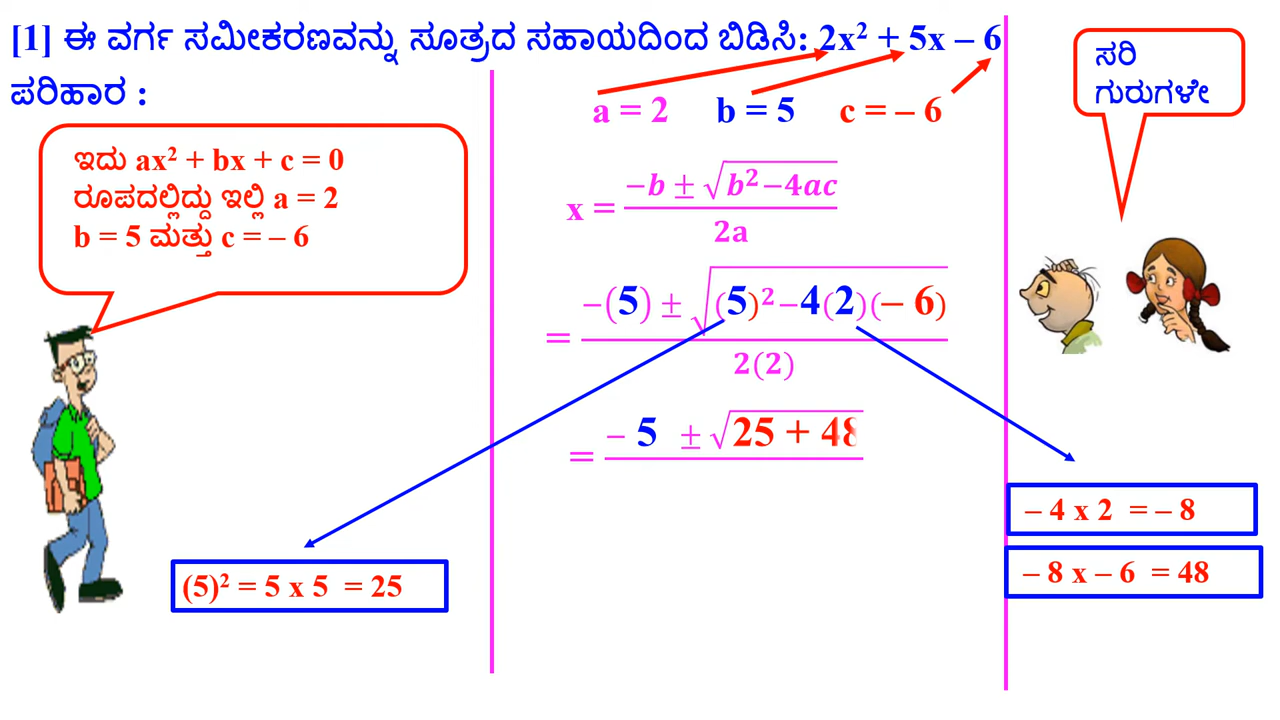 [1] ಈ ವರ್ಗ ಸಮೀಕರಣವನ್ನು ಸೂತ್ರದ ಸಹಾಯದಿಂದ ಬಿಡಿಸಿ: 2x² + 5x – 6
ಪರಿಹಾರ :
ಇದು ax² + bx + c = 0
ರೂಪದಲ್ಲಿದ್ದು ಇಲ್ಲಿ a = 2
b = 5 ಮತ್ತು c = – 6
(5)² = 5 x 5 = 25
a = 2 b = 5 c = – 6
x = (−b ± √(b² −4ac)) / 2a
= (−(5) ± √((5)² −4(2)(– 6))) / 2(2)
= – 5 ± √25 + 48
ಸರಿ
ಗುರುಗಳೇ
– 4 x 2 = – 8
– 8 x – 6 = 48